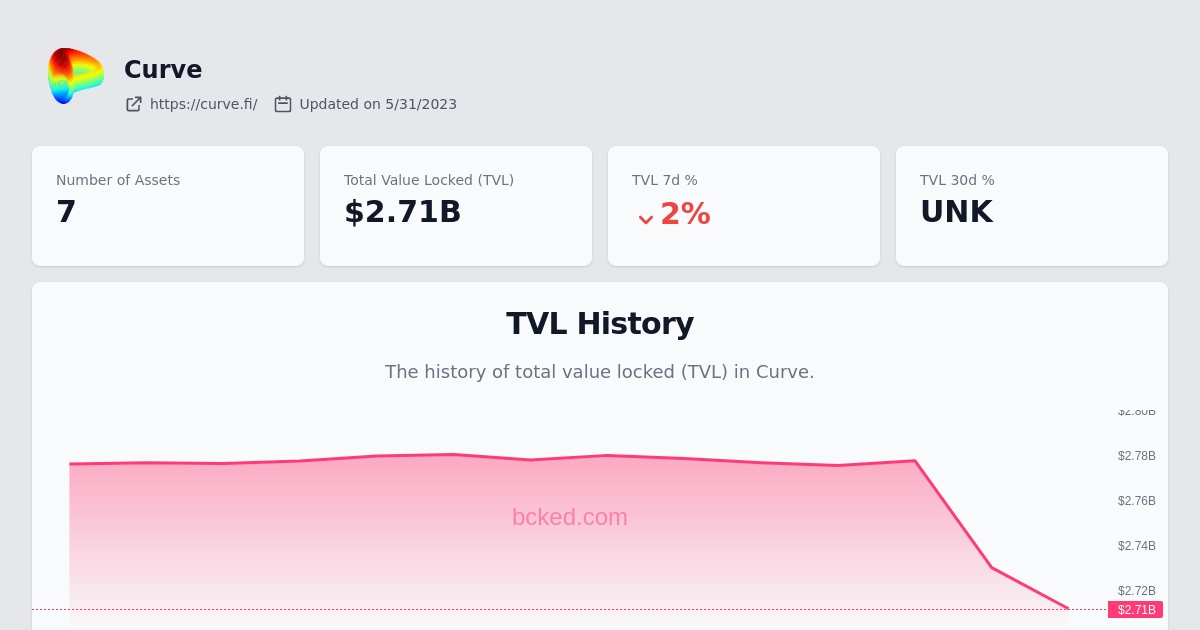 Curve
https://curve.fi/ Updated on 5/31/2023
Number of Assets
7
Total Value Locked (TVL)
$2.71B
TVL 7d %
2%
TVL 30d %
UNK
TVL History
The history of total value locked (TVL) in Curve.
$2.80B
$2.78B
$2.76B
bcked.com
$2.74B
$2.72B
$2.71B